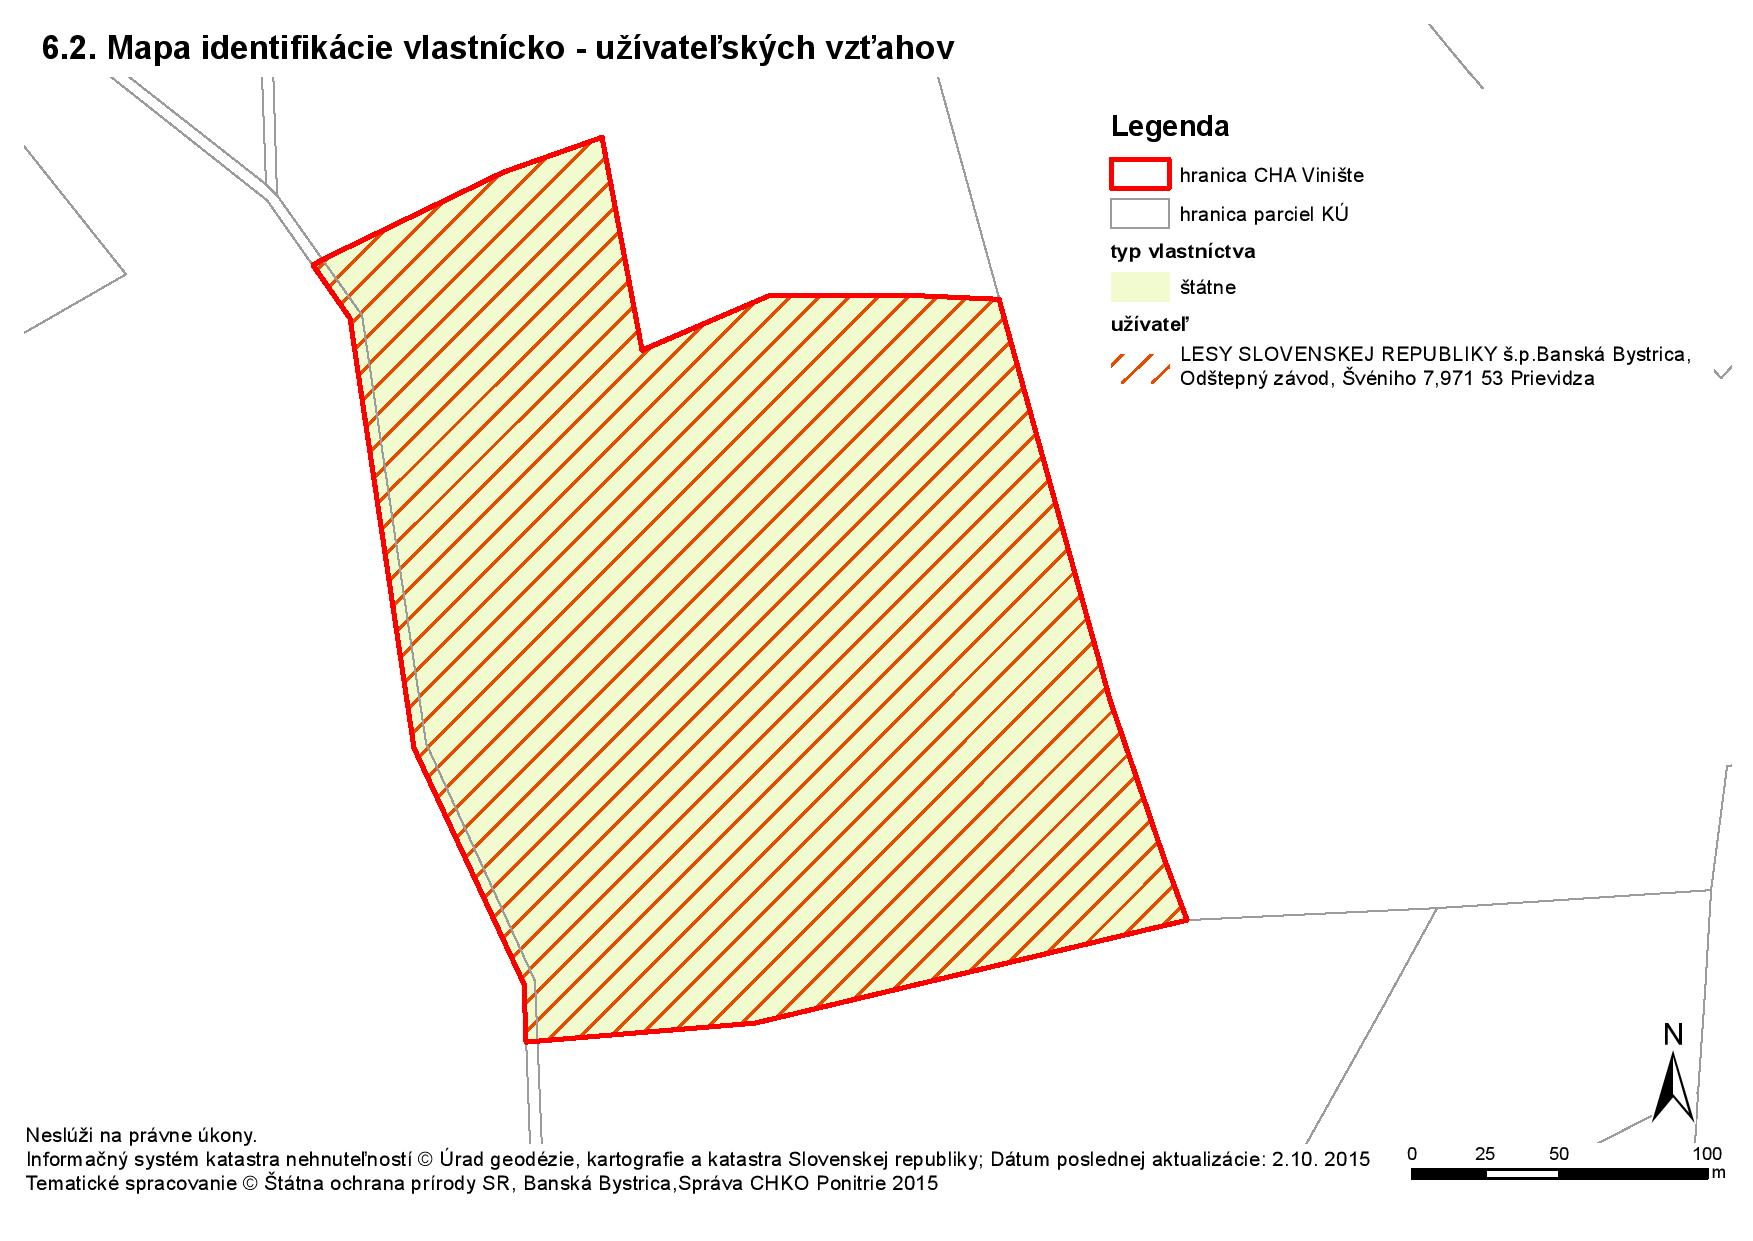 6.2. Mapa identifikácie vlastnícko - užívateľských vzťahov
Legenda
hranica CHA Vinište
hranica parciel KÚ
typ vlastníctva
štátne
užívateľ
LESY SLOVENSKEJ REPUBLIKY š.p.Banská Bystrica,
Odštepný závod, Švéniho 7,971 53 Prievidza
N
Neslúži na právne úkony.
Informačný systém katastra nehnuteľností © Úrad geodézie, kartografie a katastra Slovenskej republiky; Dátum poslednej aktualizácie: 2.10. 2015
Tematické spracovanie © Štátna ochrana prírody SR, Banská Bystrica,Správa CHKO Ponitrie 2015
0 25 50 100
m